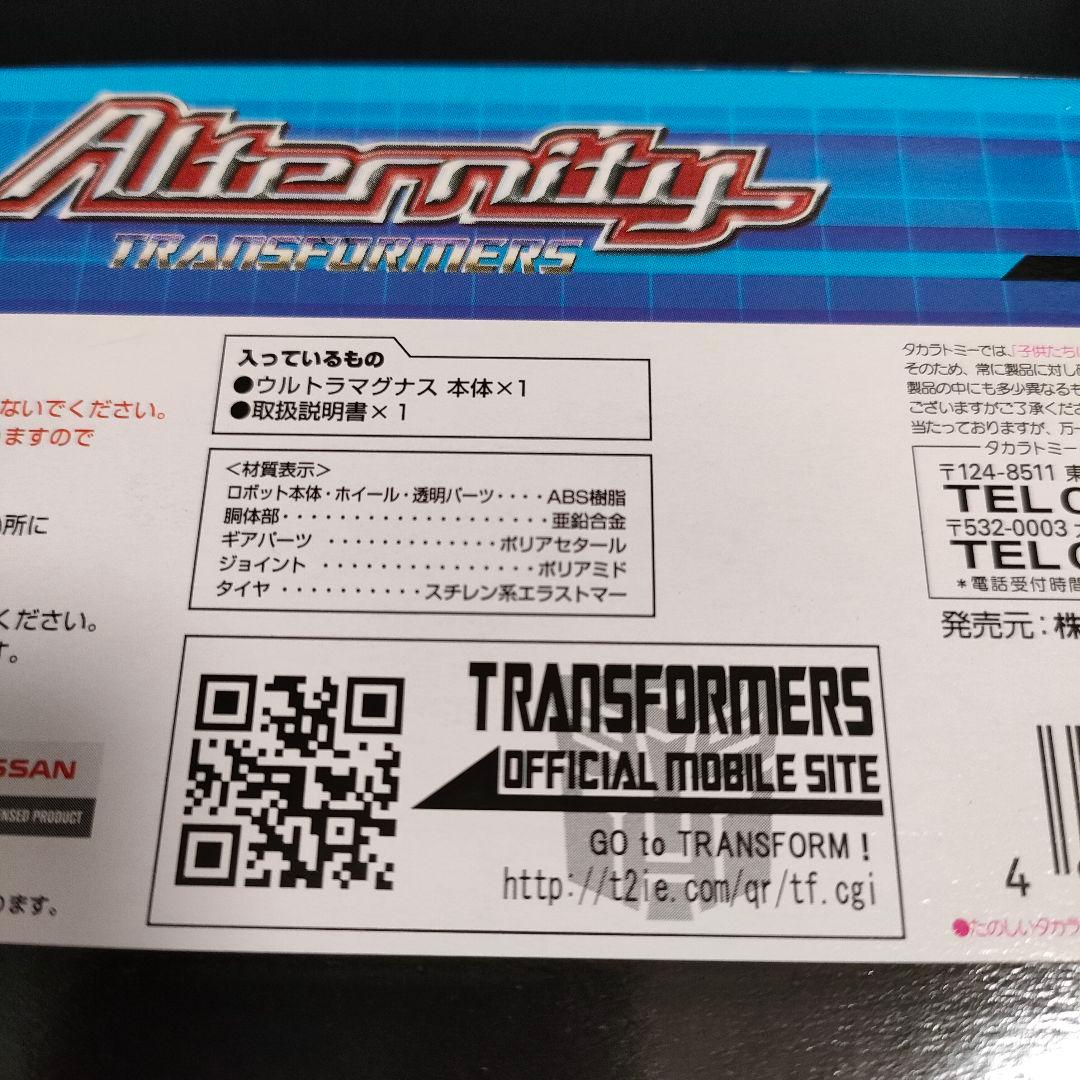 Alternity
TRANSFORMERS
入っているもの
●ウルトラマグナス 本体×1
●取扱説明書×1
＜材質表示＞
ロボット本体・ホイール・透明パーツ・・・・ABS樹脂
胴体部・・・・・・・・・・・・・・・・・・・亜鉛合金
ギアパーツ ・・・・・・・・・・・・・ポリアセタール
ジョイント ・・・・・・・・・・・・・・・ポリアミド
タイヤ ・・・・・・・・・・スチレン系エラストマー
ないでください。
ますので
所に
ください。
す。
SSAN
ENSED PRODUCT
ります。
TRANSFORMERS
OFFICIAL MOBILE SITE
GO to TRANSFORM！
http://t2ie.com/qr/tf.cgi
タカラトミーでは、「子供たちに
そのため、常に製品に対し
製品の中にも多少異なるも
ございますがご了承くださ
当たっておりますが、万一
タカラトミー
〒124-8511 東
TEL
〒532-0003
TEL
＊電話受付時間
発売元：株
4
●たのしいタカラ